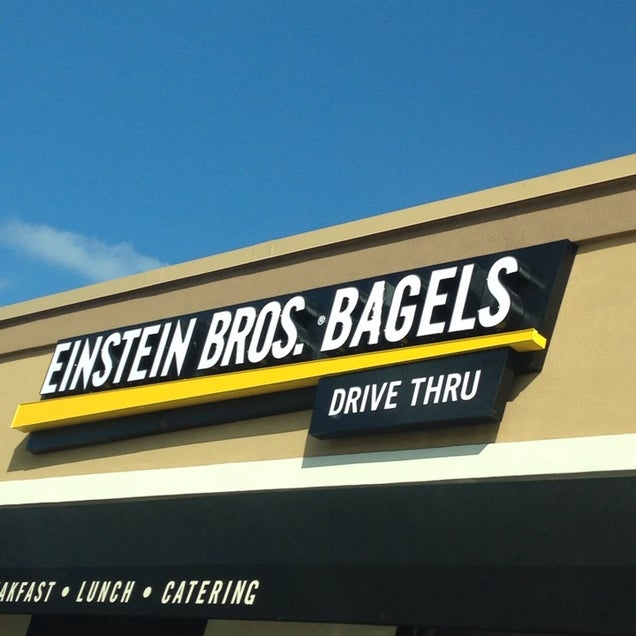 EINSTEIN BROS.® BAGELS
DRIVE THRU
AKFAST • LUNCH • CATERING